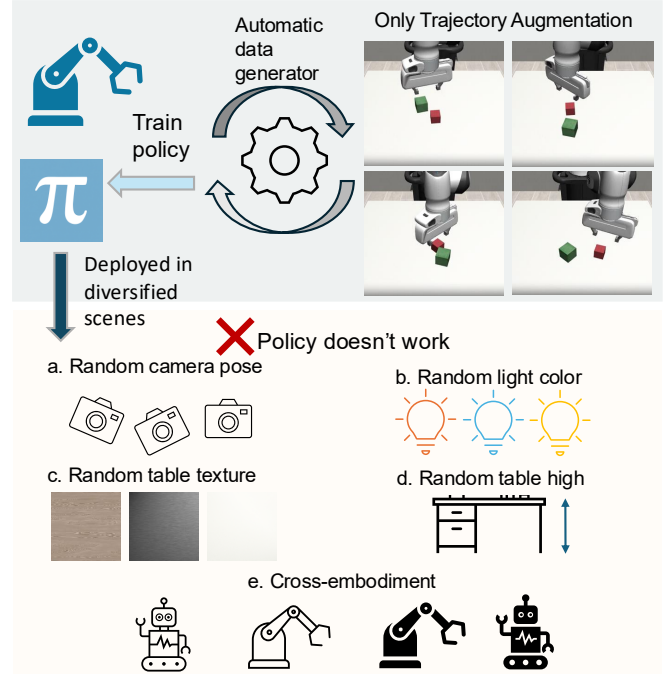 Automatic
data
generator
Only Trajectory Augmentation
Train
policy
π
Deployed in
diversified
scenes
Policy doesn't work
a. Random camera pose
b. Random light color
c. Random table texture
d. Random table high
e. Cross-embodiment